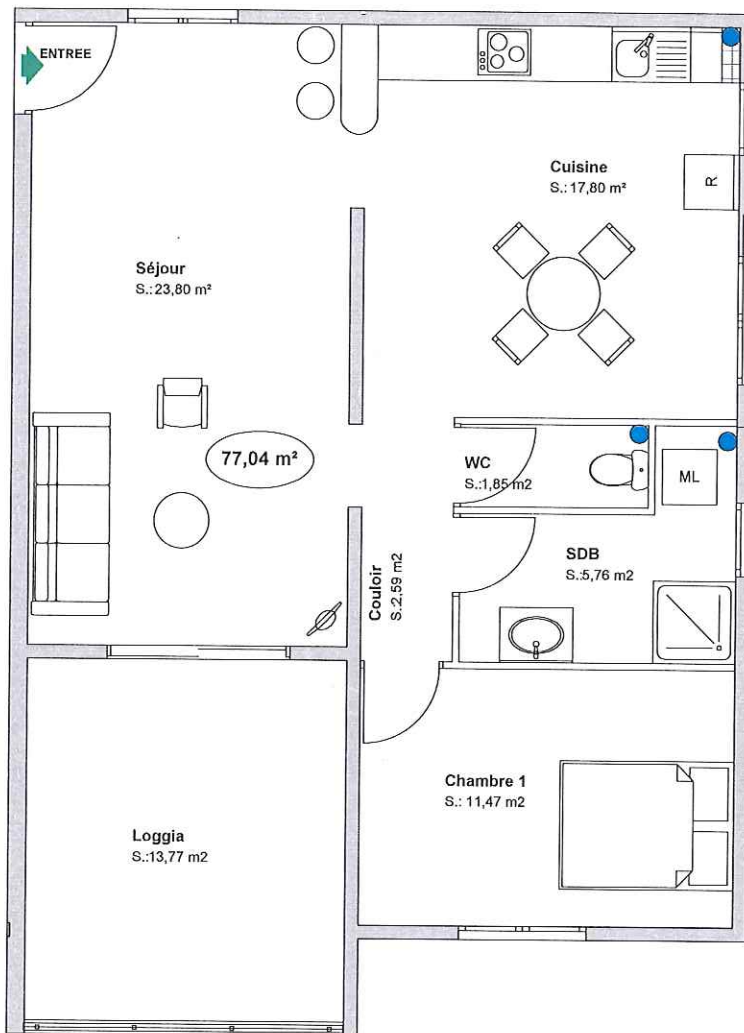 ENTREE
Cuisine
S.: 17,80 m²
R
Séjour
S.: 23,80 m²
77,04 m²
WC
S.:1,85 m2
ML
SDB
S.:5,76 m2
Couloir
S.:2,59 m2
Chambre 1
S.: 11,47 m2
Loggia
S.:13,77 m2